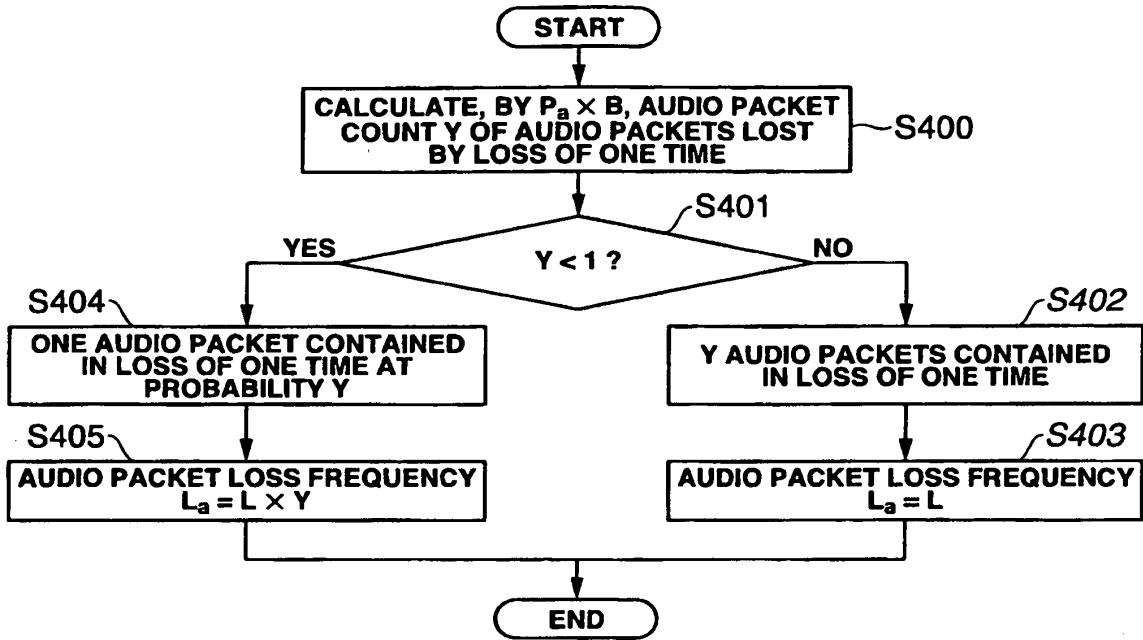 START
CALCULATE, BY Pa × B, AUDIO PACKET
COUNT Y OF AUDIO PACKETS LOST
BY LOSS OF ONE TIME
S400
S401
Y < 1 ?
YES
NO
S404
ONE AUDIO PACKET CONTAINED
IN LOSS OF ONE TIME AT
PROBABILITY Y
S402
Y AUDIO PACKETS CONTAINED
IN LOSS OF ONE TIME
S405
AUDIO PACKET LOSS FREQUENCY
La = L × Y
S403
AUDIO PACKET LOSS FREQUENCY
La = L
END